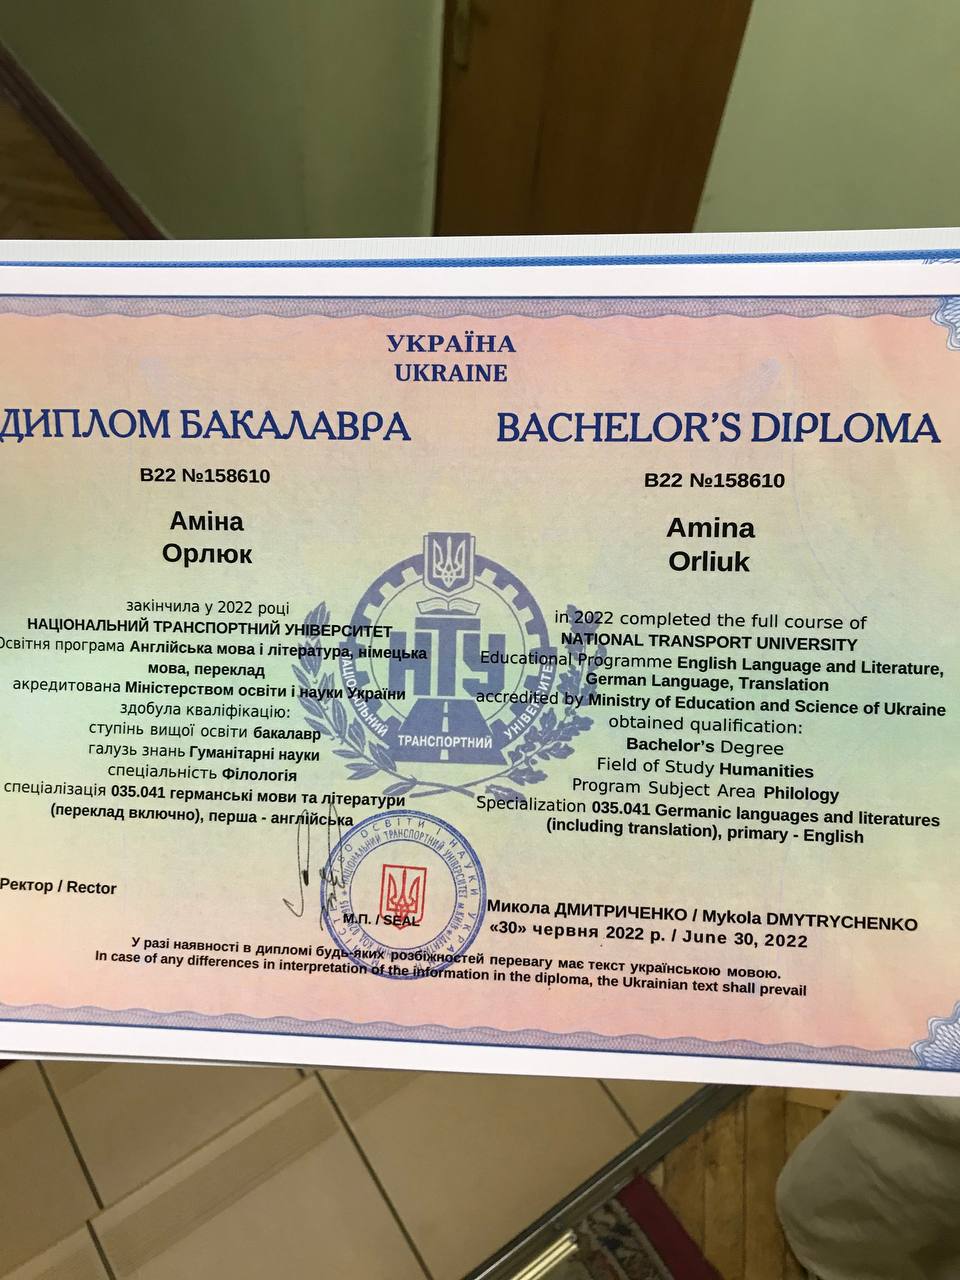 УКРАЇНА
UKRAINE
ДИПЛОМ БАКАЛАВРА
B22 №158610
Аміна
Орлюк
закінчила у 2022 році
НАЦІОНАЛЬНИЙ ТРАНСПОРТНИЙ УНІВЕРСИТЕТ
Освітня програма Англійська мова і література, німецька
мова, переклад
акредитована Міністерством освіти і науки України
здобула кваліфікацію:
ступінь вищої освіти бакалавр
галузь знань Гуманітарні науки
спеціальність Філологія
спеціалізація 035.041 германські мови та літератури
(переклад включно), перша - англійська
BACHELOR'S DIPLOMA
B22 №158610
Amina
Orliuk
in 2022 completed the full course of
NATIONAL TRANSPORT UNIVERSITY
Educational Programme English Language and Literature,
German Language, Translation
accredited by Ministry of Education and Science of Ukraine
obtained qualification:
Bachelor's Degree
Field of Study Humanities
Program Subject Area Philology
Specialization 035.041 Germanic languages and literatures
(including translation), primary - English
НТУ
НАЦІОНАЛЬНИЙ ТРАНСПОРТНИЙ УНІВЕРСИТЕТ
Ректор / Rector
М.П. / SEAL
Микола ДМИТРИЧЕНКО / Mykola DMYTRYCHENKO
«30» червня 2022 р. / June 30, 2022
У разі наявності в дипломі будь-яких розбіжностей перевагу має текст українською мовою.
In case of any differences in interpretation of the information in the diploma, the Ukrainian text shall prevail